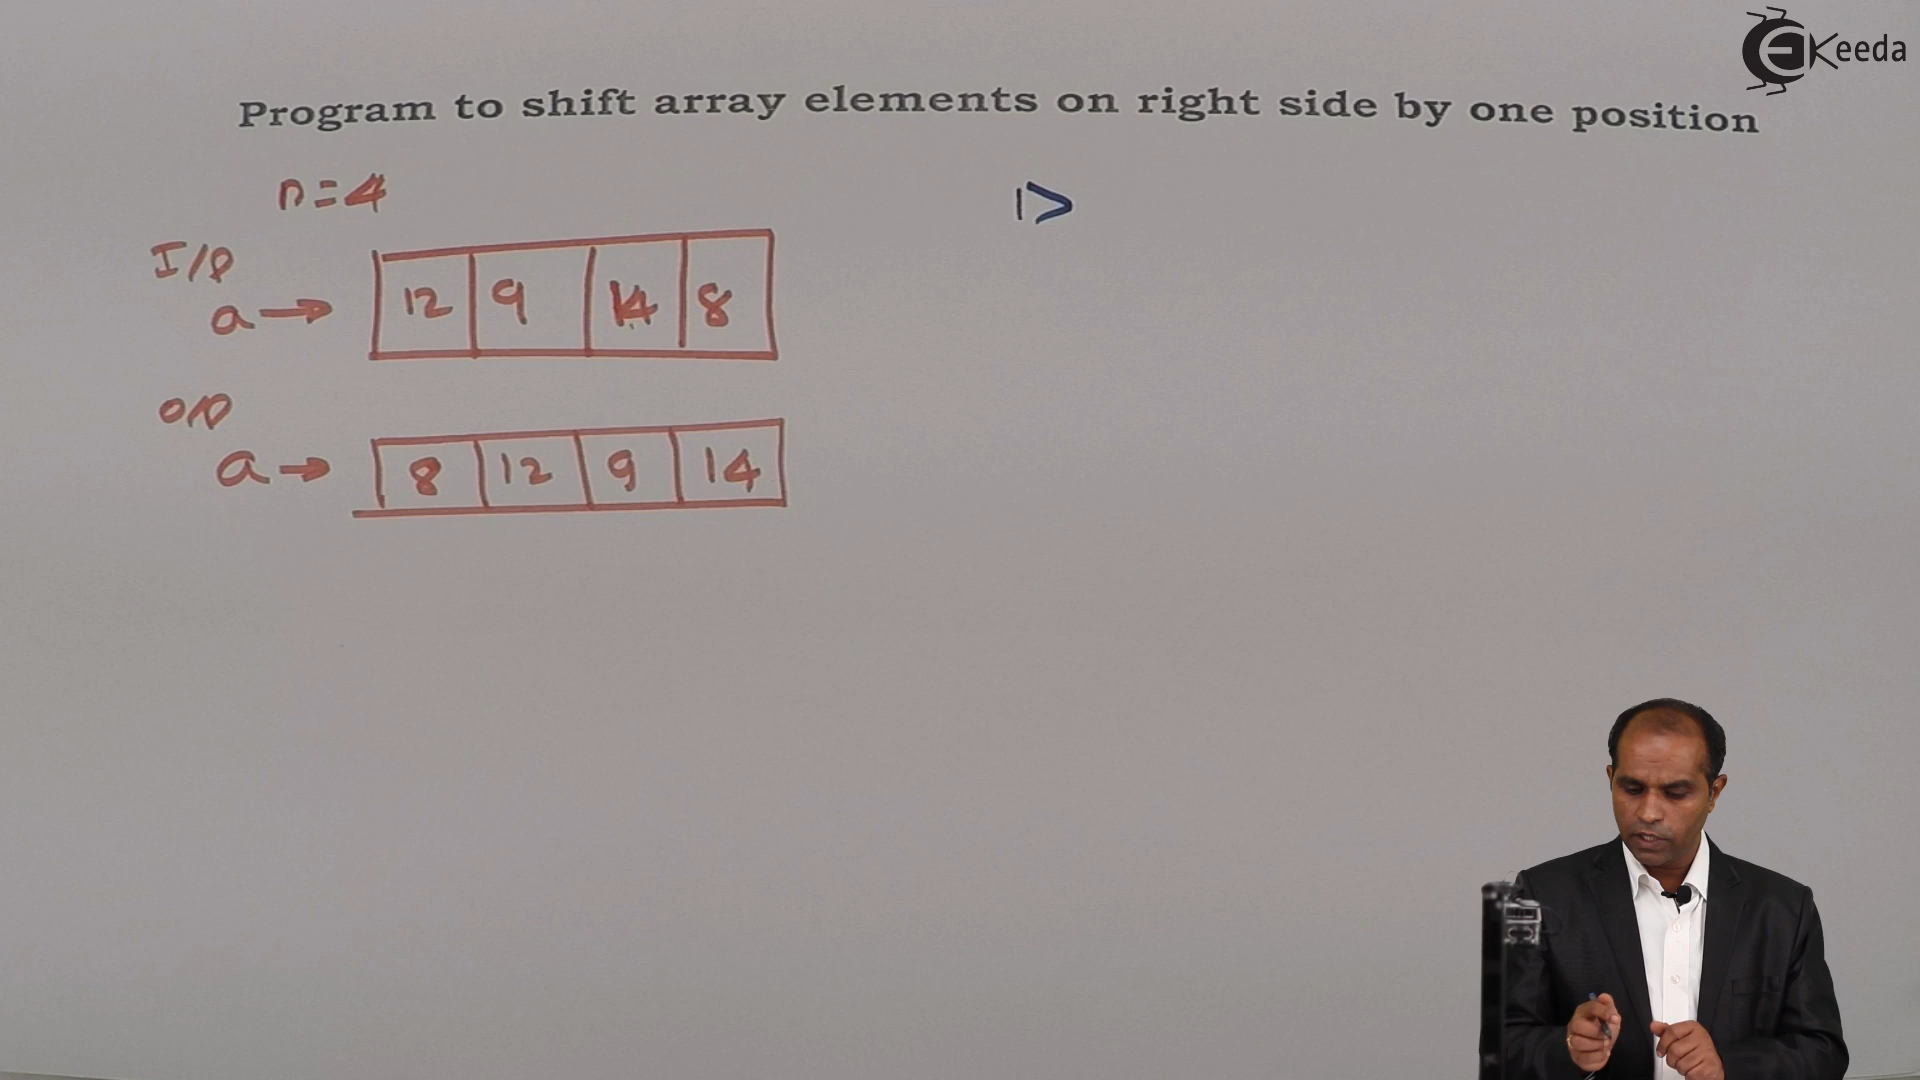 EKeeda
Program to shift array elements on right side by one position
n=4
1>
I/P
a→ 12 9 14 8
O/P
a→ 8 12 9 14